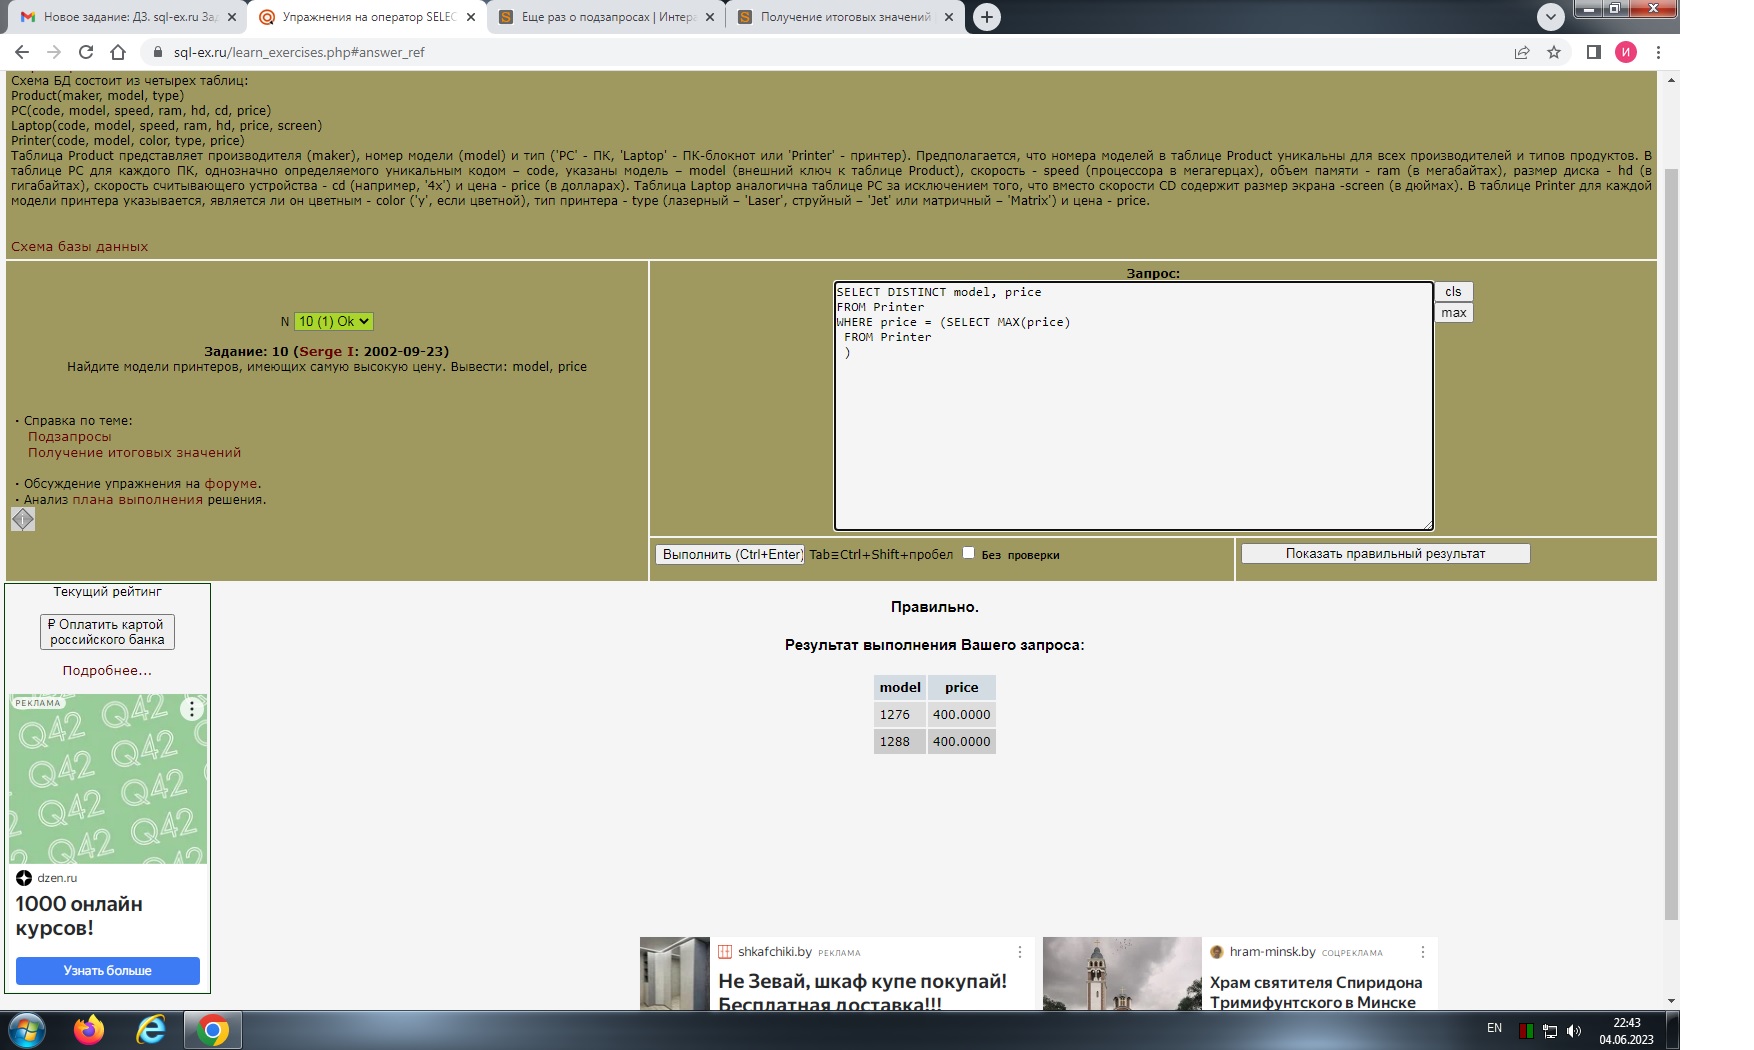 Новое задание: ДЗ. sql-ex.ru Зад
Упражнения на оператор SELEC
Еще раз о подзапросах | Интера
Получение итоговых значений
sql-ex.ru/learn_exercises.php#answer_ref
И
Схема БД состоит из четырех таблиц:
Product(maker, model, type)
PC(code, model, speed, ram, hd, cd, price)
Laptop(code, model, speed, ram, hd, price, screen)
Printer(code, model, color, type, price)
Таблица Product представляет производителя (maker), номер модели (model) и тип ('PC' - ПК, 'Laptop' - ПК-блокнот или 'Printer' - принтер). Предполагается, что номера моделей в таблице Product уникальны для всех производителей и типов продуктов. В
таблице PC для каждого ПК, однозначно определяемого уникальным кодом – code, указаны модель – model (внешний ключ к таблице Product), скорость - speed (процессора в мегагерцах), объем памяти - ram (в мегабайтах), размер диска - hd (в
гигабайтах), скорость считывающего устройства - cd (например, '4x') и цена - price (в долларах). Таблица Laptop аналогична таблице РС за исключением того, что вместо скорости CD содержит размер экрана -screen (в дюймах). В таблице Printer для каждой
модели принтера указывается, является ли он цветным - color ('y', если цветной), тип принтера - type (лазерный – 'Laser', струйный – 'Jet' или матричный – 'Matrix') и цена - price.
Схема базы данных
Запрос:
SELECT DISTINCT model, price
FROM Printer
WHERE price = (SELECT MAX(price)
FROM Printer
)
cls
max
N 10 (1) Ok
Задание: 10 (Serge I: 2002-09-23)
Найдите модели принтеров, имеющих самую высокую цену. Вывести: model, price
· Справка по теме:
Подзапросы
Получение итоговых значений
· Обсуждение упражнения на форуме.
· Анализ плана выполнения решения.
Выполнить (Ctrl+Enter) Tab≡Ctrl+Shift+пробел Без проверки
Показать правильный результат
Текущий рейтинг
₽ Оплатить картой
российского банка
Подробнее...
Правильно.
Результат выполнения Вашего запроса:
model price
1276 400.0000
1288 400.0000
РЕКЛАМА
Q42 Q42
Q42 Q42
Q42 Q42
Q42 Q42
dzen.ru
1000 онлайн
курсов!
Узнать больше
shkafchiki.by РЕКЛАМА
Не Зевай, шкаф купе покупай!
Бесплатная доставка!!!
hram-minsk.by СОЦРЕКЛАМА
Храм святителя Спиридона
Тримифунтского в Минске
EN
22:43
04.06.2023